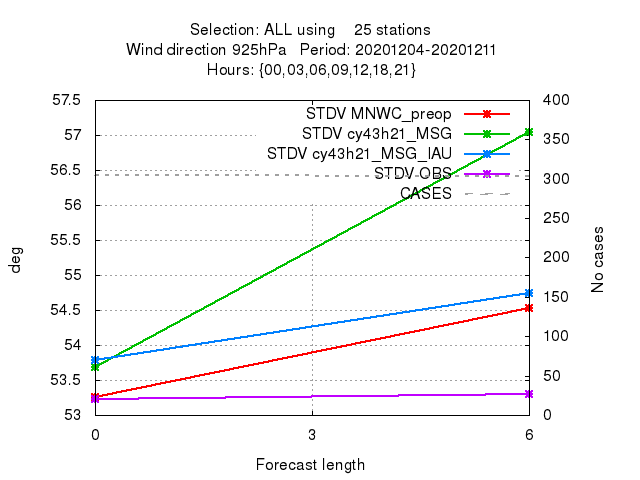 Selection: ALL using    25 stations
Wind direction 925hPa   Period: 20201204-20201211
Hours: {00,03,06,09,12,18,21}
STDV MNWC_preop
STDV cy43h21_MSG
STDV cy43h21_MSG_IAU
STDV OBS
CASES
57.5
57
56.5
56
55.5
55
54.5
54
53.5
53
deg
400
350
300
250
200
150
100
50
0
No cases
0 3 6
Forecast length